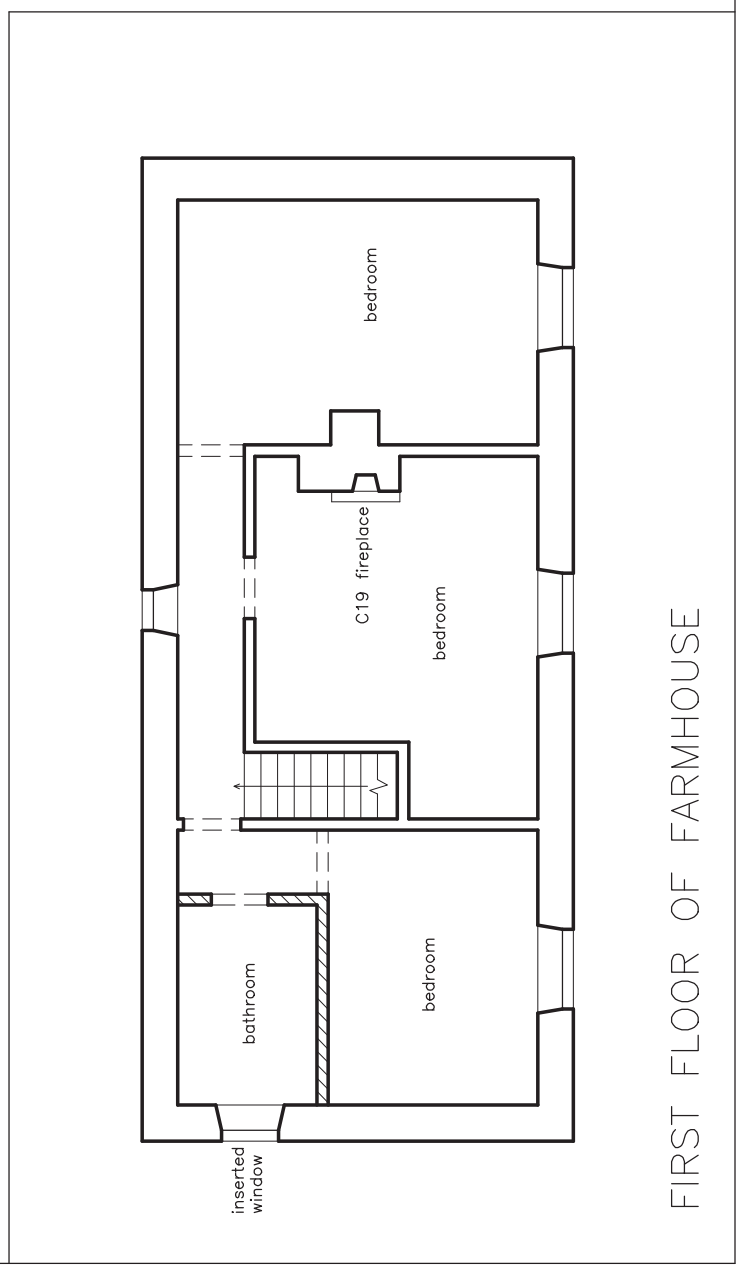 inserted
window
bathroom
bedroom
C19 fireplace
bedroom
bedroom
FIRST FLOOR OF FARMHOUSE